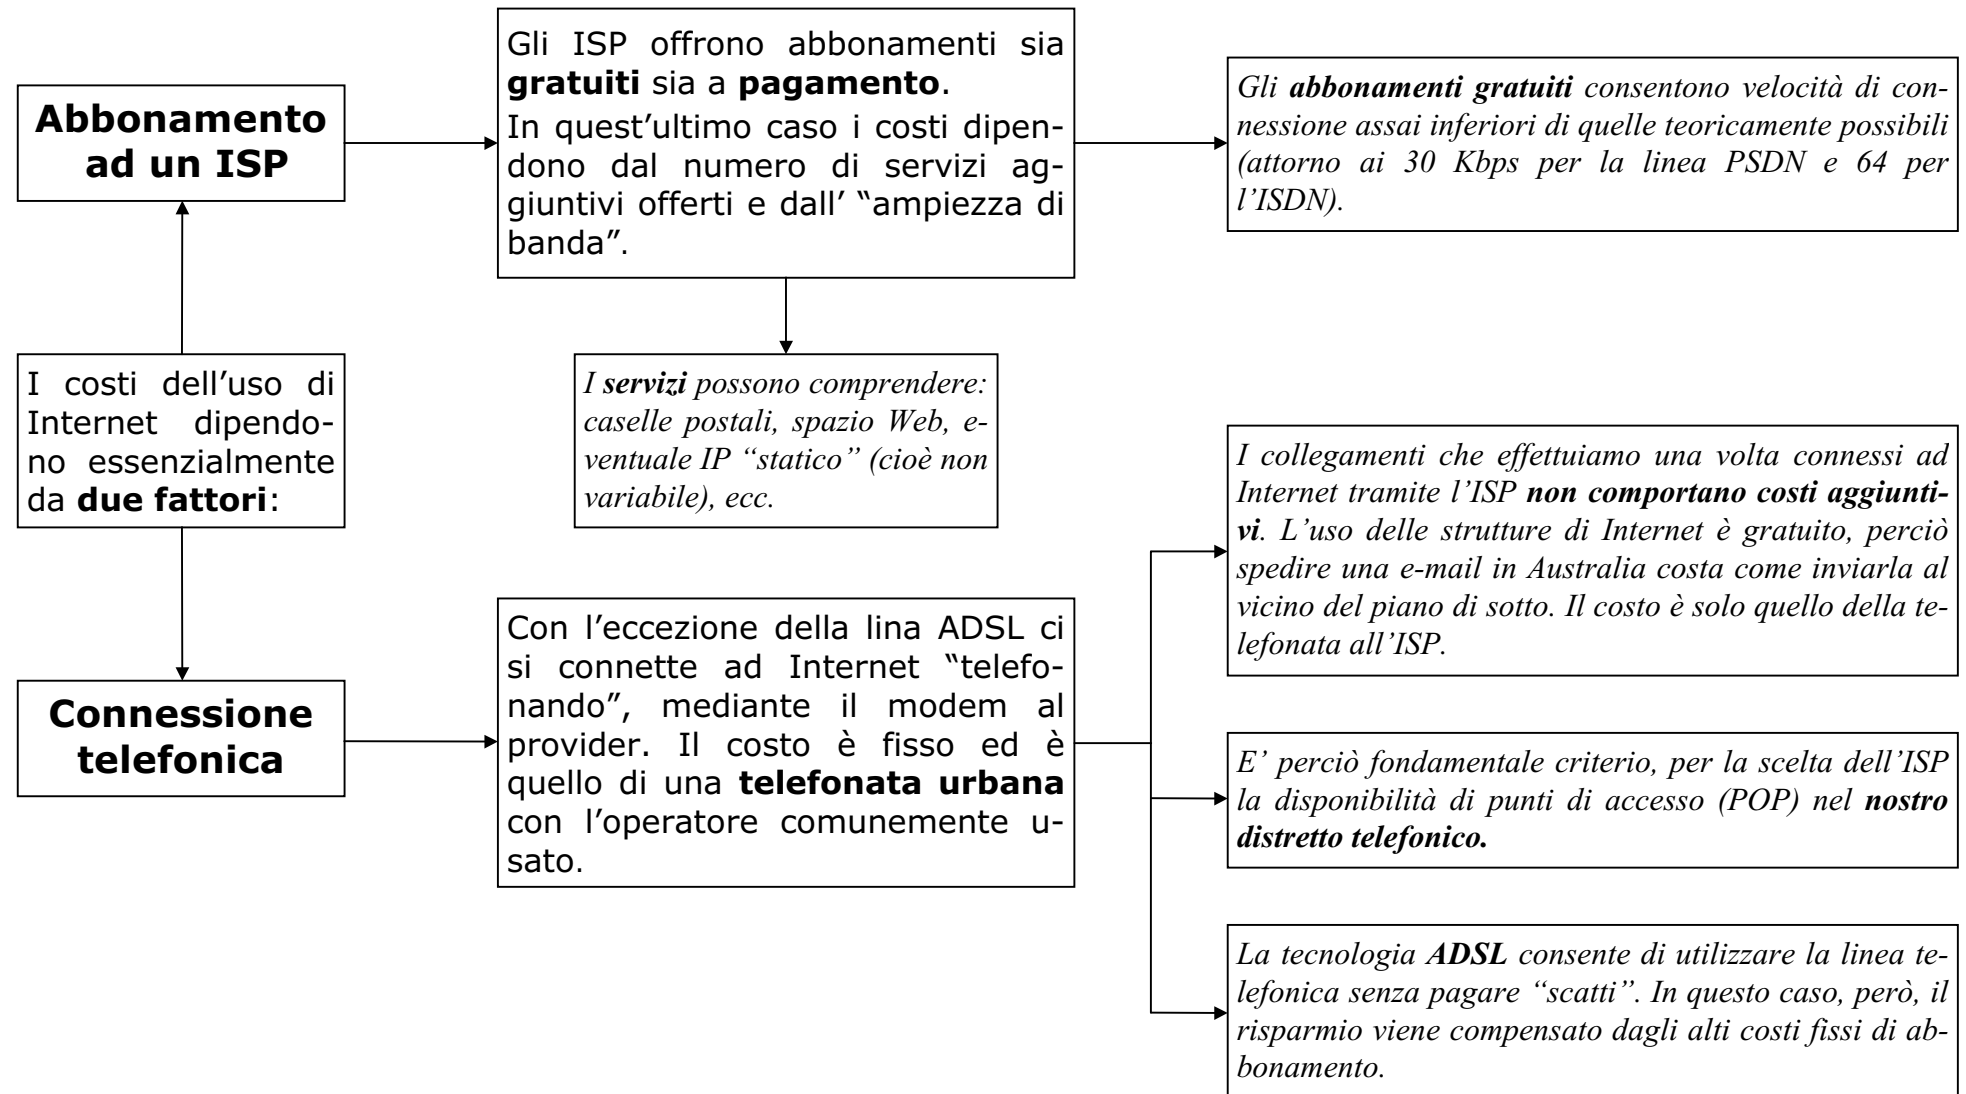 Abbonamento
ad un ISP
Gli ISP offrono abbonamenti sia
gratuiti sia a pagamento.
In quest’ultimo caso i costi dipen-
dono dal numero di servizi ag-
giuntivi offerti e dall’ “ampiezza di
banda”.
Gli abbonamenti gratuiti consentono velocità di con-
nessione assai inferiori di quelle teoricamente possibili
(attorno ai 30 Kbps per la linea PSDN e 64 per
l’ISDN).
I costi dell’uso di
Internet dipendo-
no essenzialmente
da due fattori:
I servizi possono comprendere:
caselle postali, spazio Web, e-
ventuale IP “statico” (cioè non
variabile), ecc.
Connessione
telefonica
Con l’eccezione della lina ADSL ci
si connette ad Internet “telefo-
nando”, mediante il modem al
provider. Il costo è fisso ed è
quello di una telefonata urbana
con l’operatore comunemente u-
sato.
I collegamenti che effettuiamo una volta connessi ad
Internet tramite l’ISP non comportano costi aggiunti-
vi. L’uso delle strutture di Internet è gratuito, perciò
spedire una e-mail in Australia costa come inviarla al
vicino del piano di sotto. Il costo è solo quello della te-
lefonata all’ISP.
E’ perciò fondamentale criterio, per la scelta dell’ISP
la disponibilità di punti di accesso (POP) nel nostro
distretto telefonico.
La tecnologia ADSL consente di utilizzare la linea te-
lefonica senza pagare “scatti”. In questo caso, però, il
risparmio viene compensato dagli alti costi fissi di ab-
bonamento.